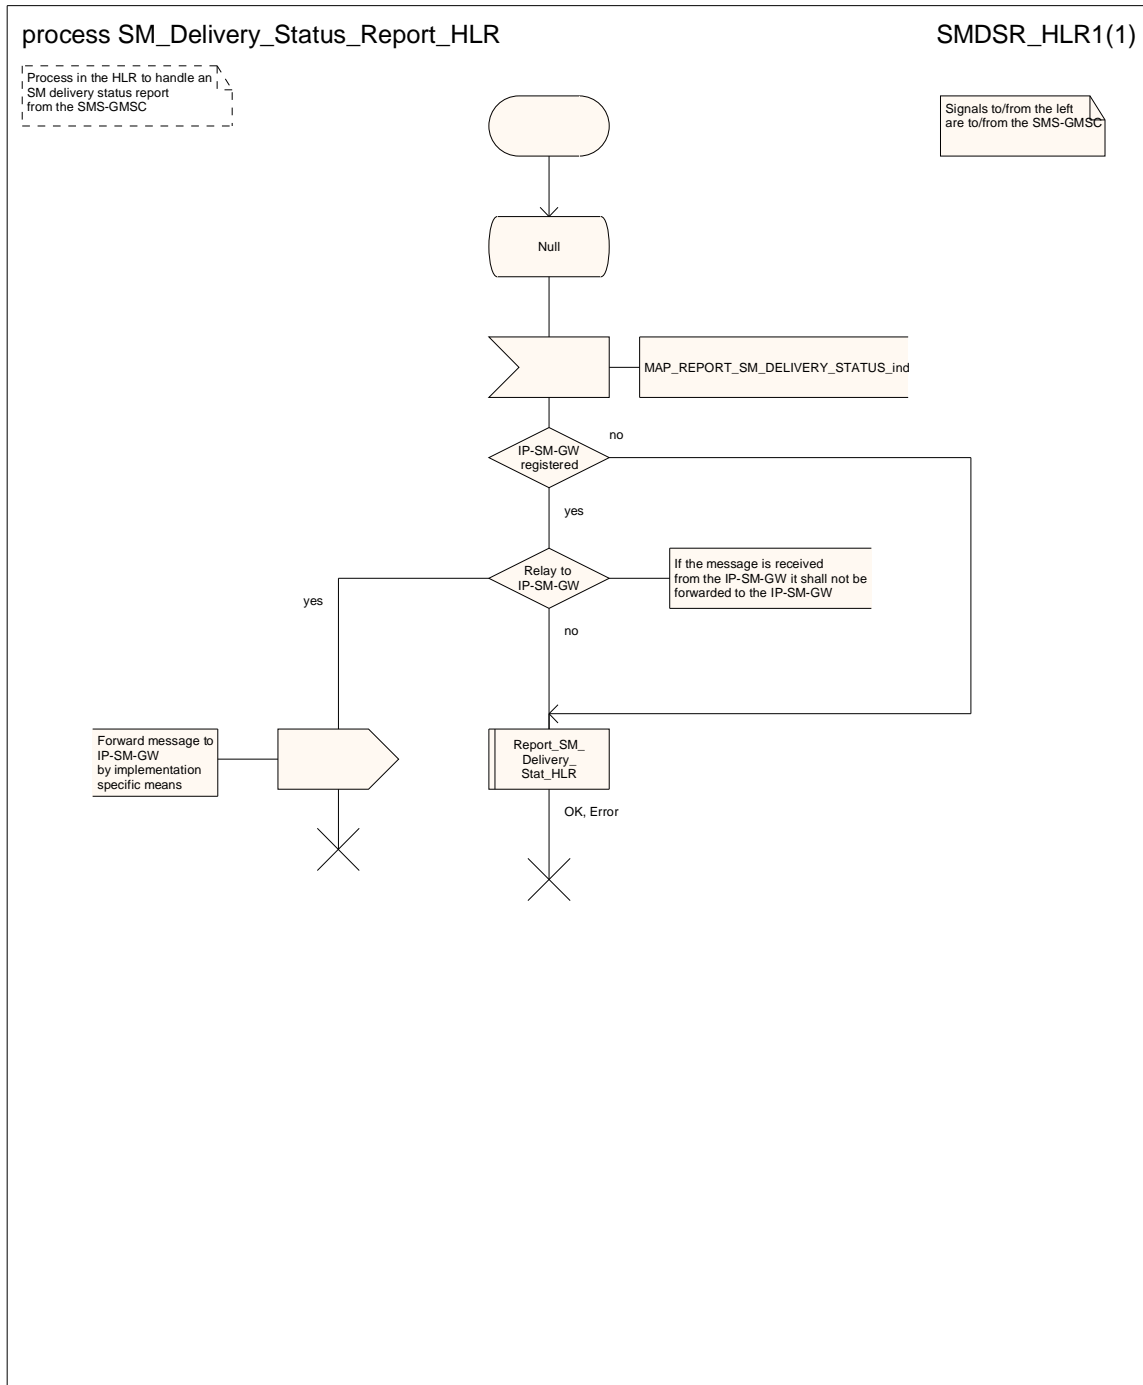 process SM_Delivery_Status_Report_HLR
SMDSR_HLR1(1)
Process in the HLR to handle an
SM delivery status report
from the SMS-GMSC
Signals to/from the left
are to/from the SMS-GMSC
Null
MAP_REPORT_SM_DELIVERY_STATUS_ind
IP-SM-GW
registered
no
yes
Relay to
IP-SM-GW
If the message is received
from the IP-SM-GW it shall not be
forwarded to the IP-SM-GW
yes
no
Forward message to
IP-SM-GW
by implementation
specific means
Report_SM_
Delivery_
Stat_HLR
OK, Error